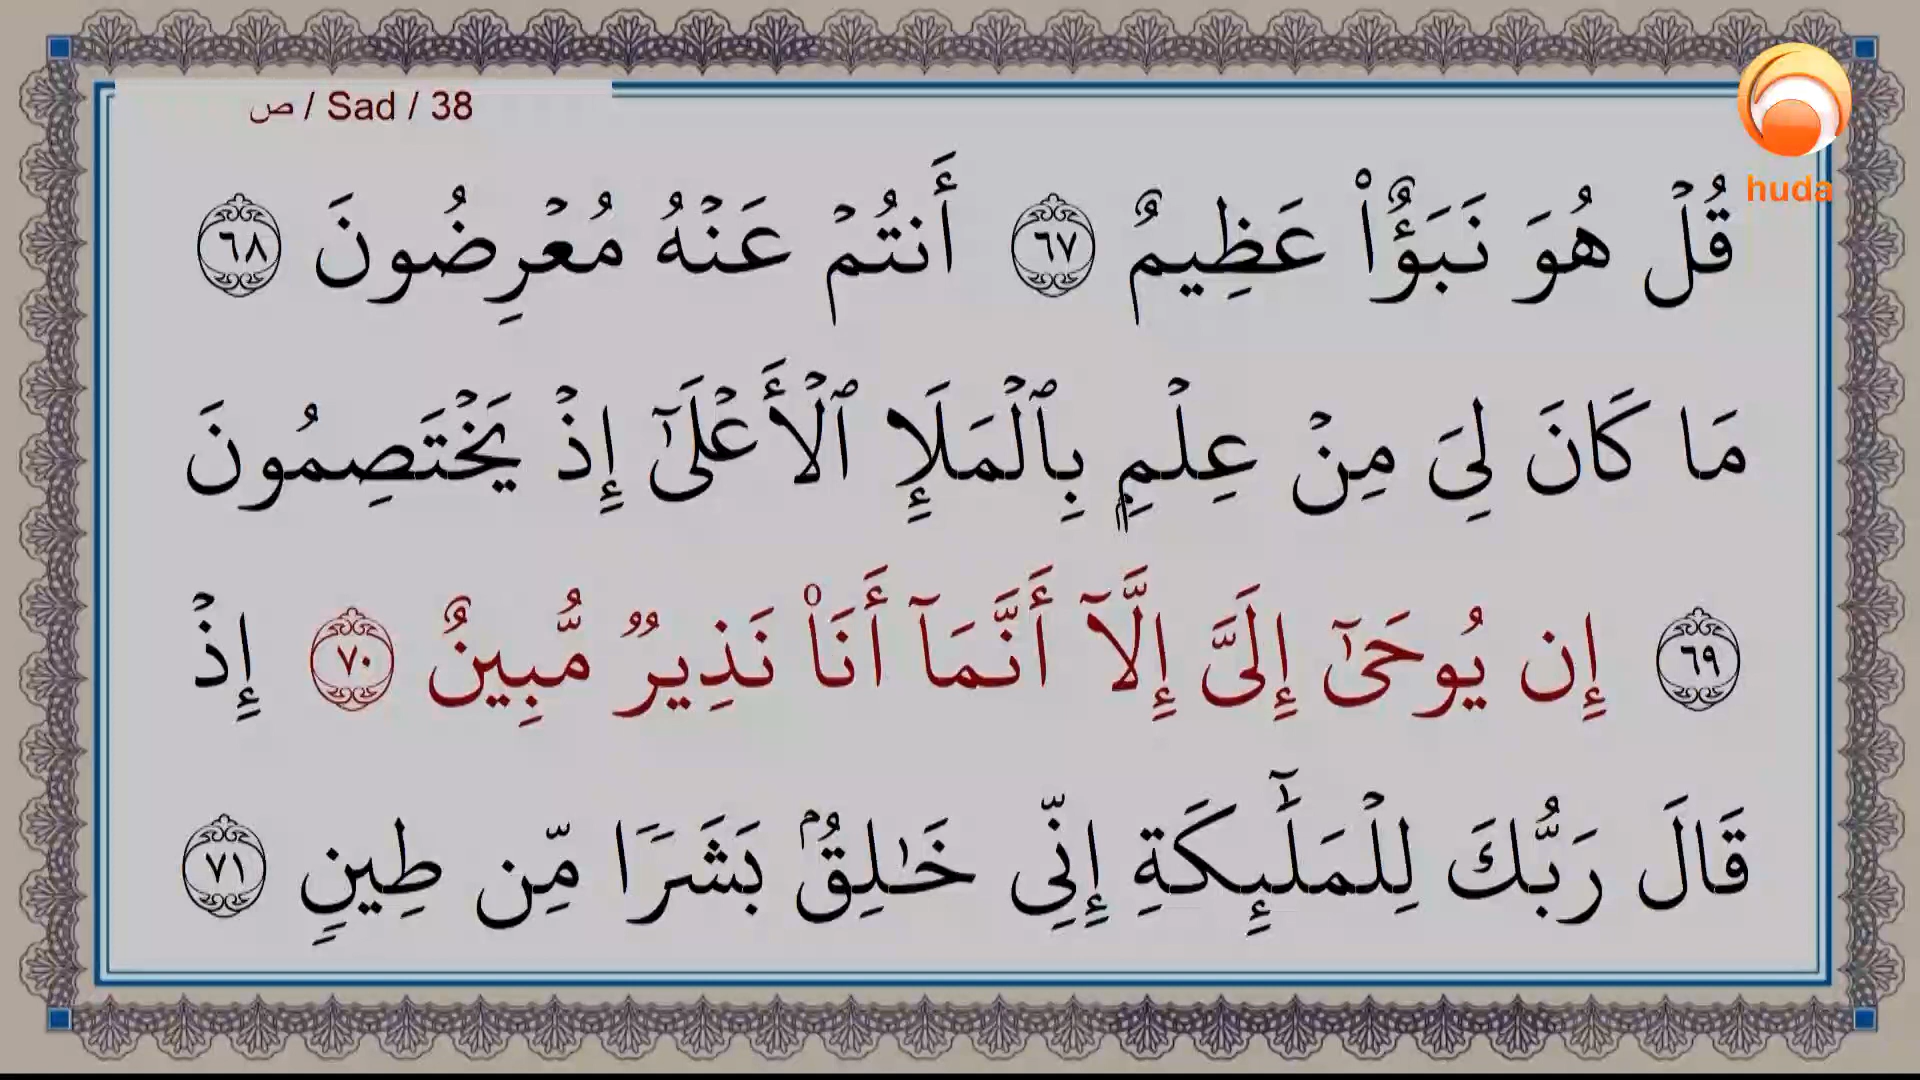 ص / Sad / 38
huda
قُلۡ هُوَ نَبَؤٌاْ عَظِيمٌ ٦٧ أَنتُمۡ عَنۡهُ مُعۡرِضُونَ ٦٨
مَا كَانَ لِيَ مِنۡ عِلۡمِۭ بِٱلۡمَلَإِ ٱلۡأَعۡلَىٰٓ إِذۡ يَخۡتَصِمُونَ
٦٩ إِن يُوحَىٰٓ إِلَيَّ إِلَّآ أَنَّمَآ أَنَا۠ نَذِيرٞ مُّبِينٌ ٧٠ إِذۡ
قَالَ رَبُّكَ لِلۡمَلَٰٓئِكَةِ إِنِّي خَٰلِقُۢ بَشَرٗا مِّن طِينٖ ٧١